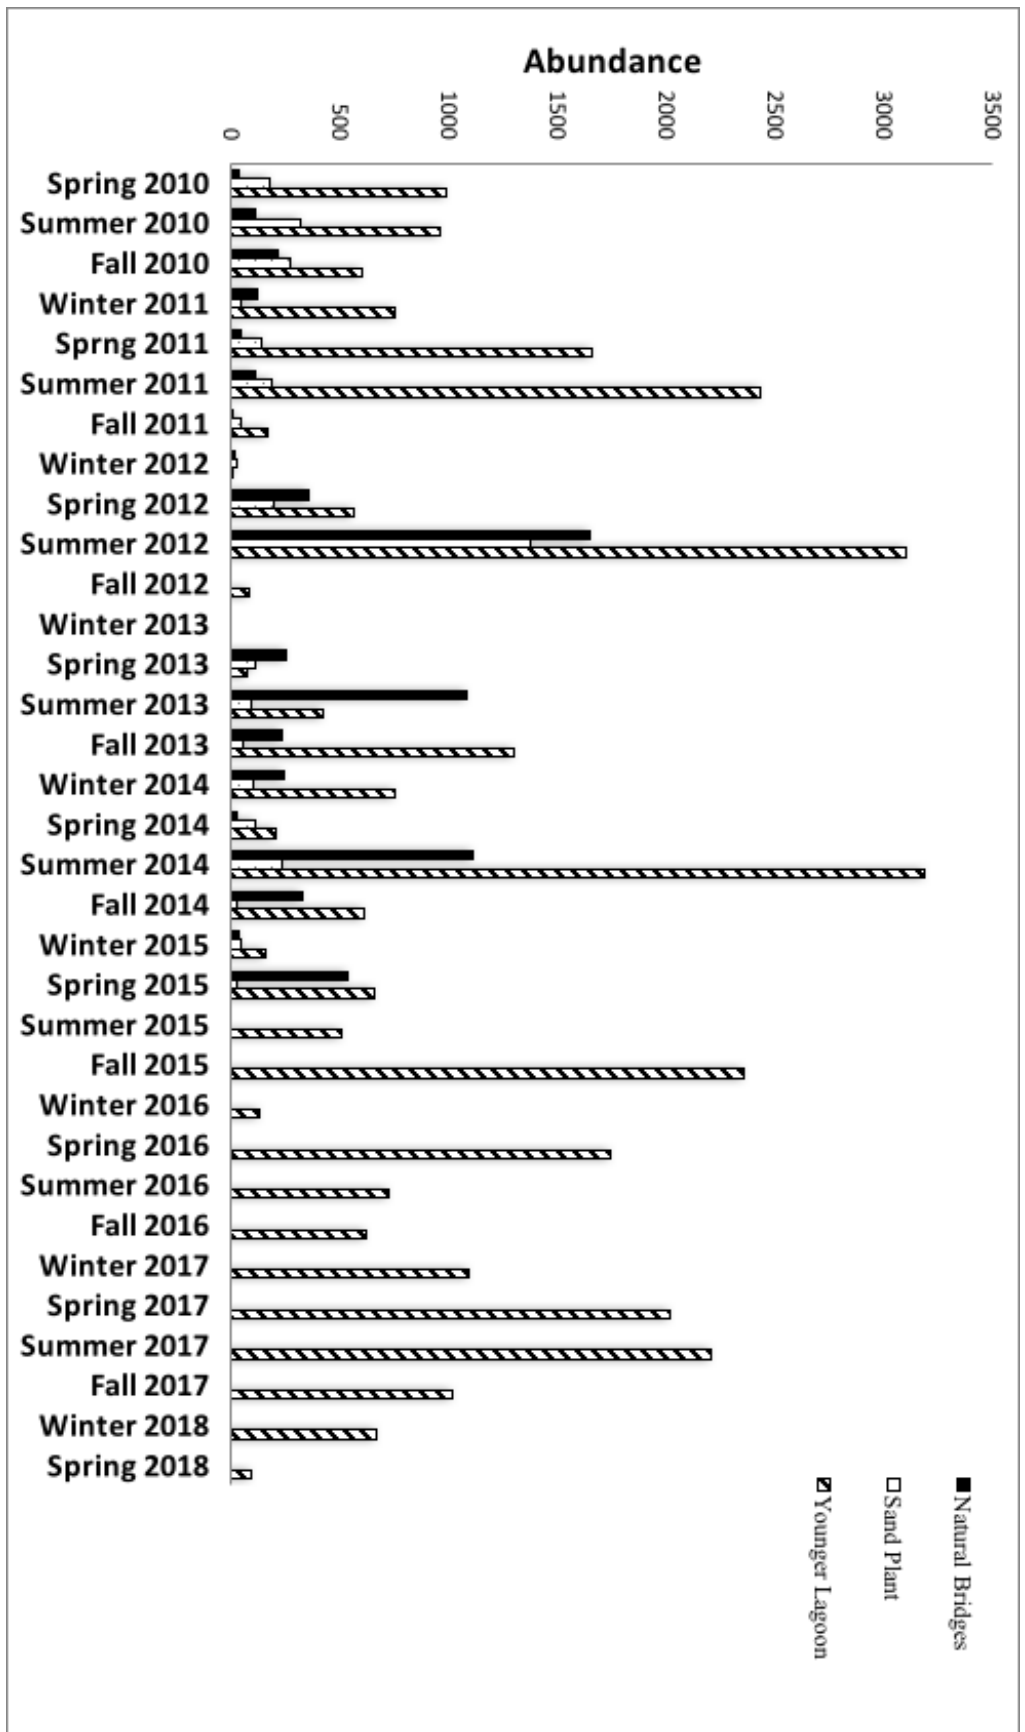 Abundance
0
500
1000
1500
2000
2500
3000
3500
Spring 2010
Summer 2010
Fall 2010
Winter 2011
Sprng 2011
Summer 2011
Fall 2011
Winter 2012
Spring 2012
Summer 2012
Fall 2012
Winter 2013
Spring 2013
Summer 2013
Fall 2013
Winter 2014
Spring 2014
Summer 2014
Fall 2014
Winter 2015
Spring 2015
Summer 2015
Fall 2015
Winter 2016
Spring 2016
Summer 2016
Fall 2016
Winter 2017
Spring 2017
Summer 2017
Fall 2017
Winter 2018
Spring 2018
Natural Bridges
Sand Plant
Younger Lagoon